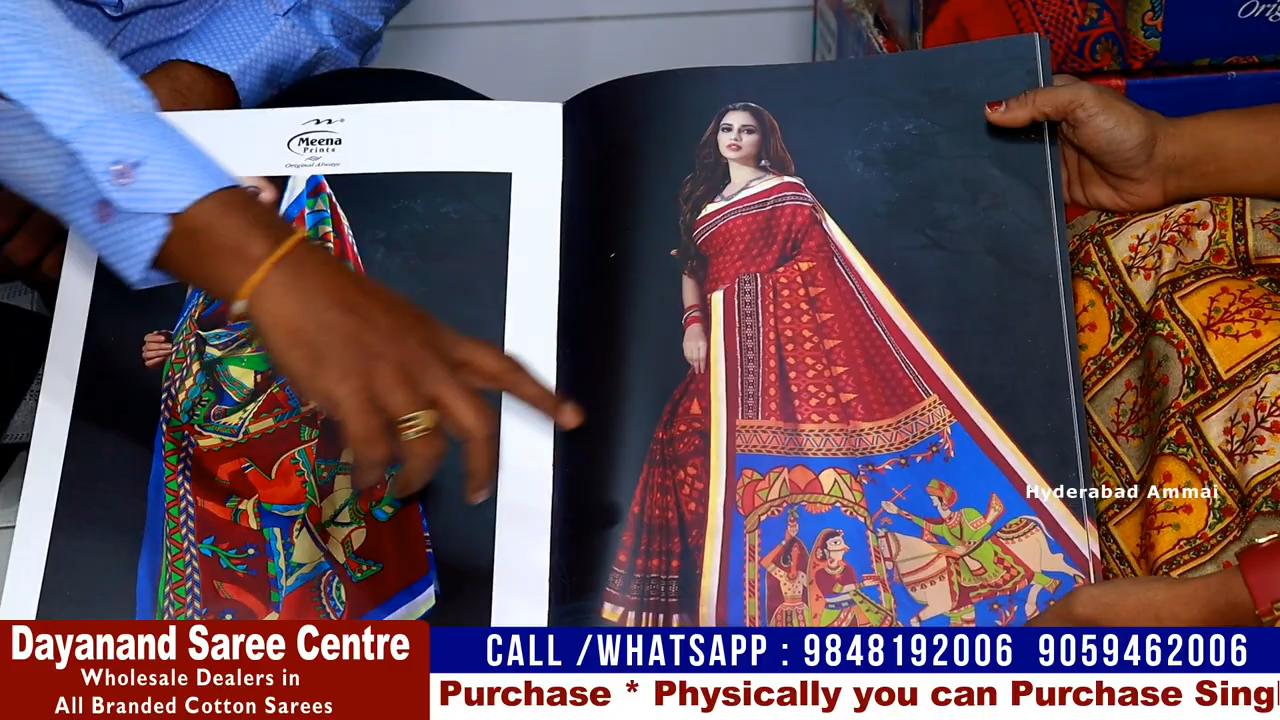 Meena
Prints
Original Always
Hyderabad Ammai
Dayanand Saree Centre
Wholesale Dealers in
All Branded Cotton Sarees
CALL /WHATSAPP : 9848192006 9059462006
Purchase * Physically you can Purchase